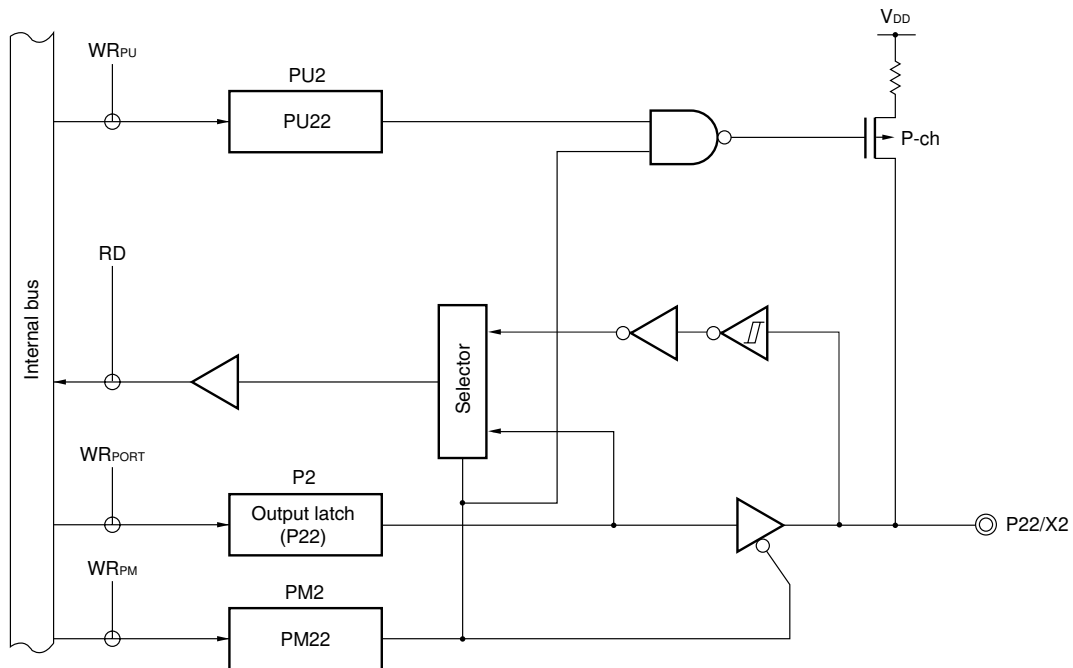 VDD
WRPU
PU2
PU22
P-ch
RD
Internal bus
Selector
WRPORT
P2
Output latch
(P22)
P22/X2
WRPM
PM2
PM22